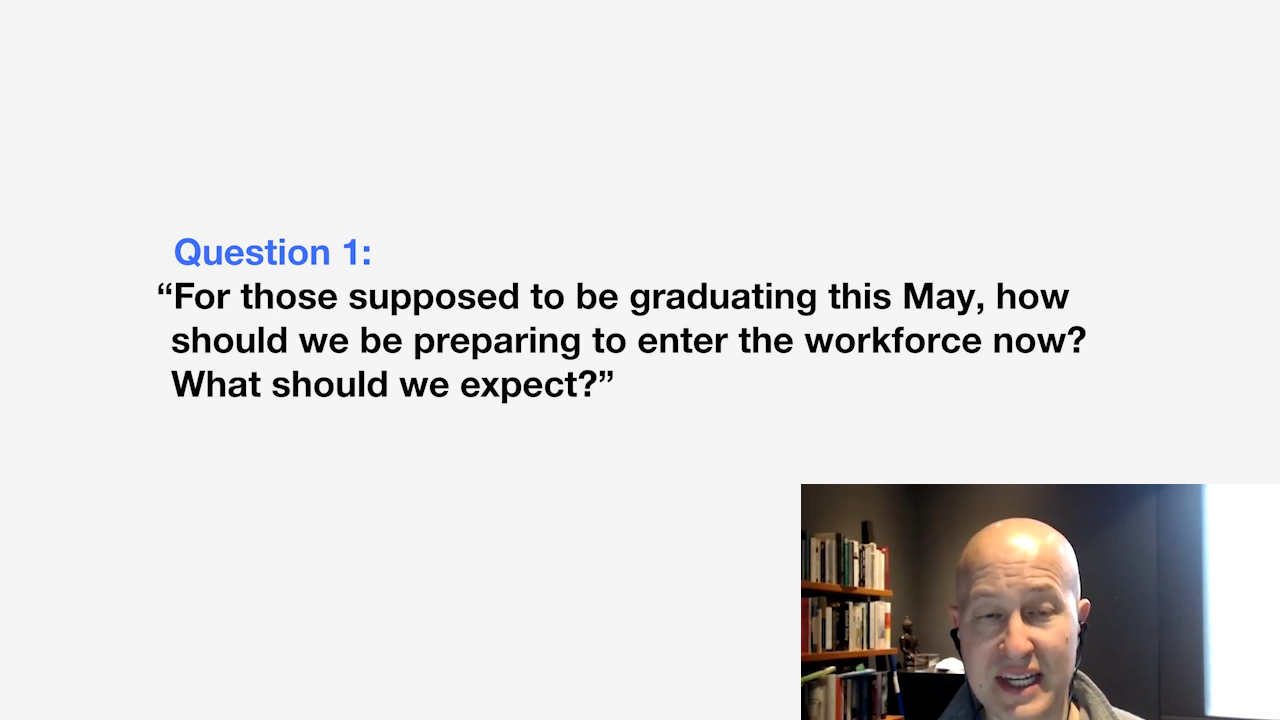 Question 1:
“For those supposed to be graduating this May, how
should we be preparing to enter the workforce now?
What should we expect?”